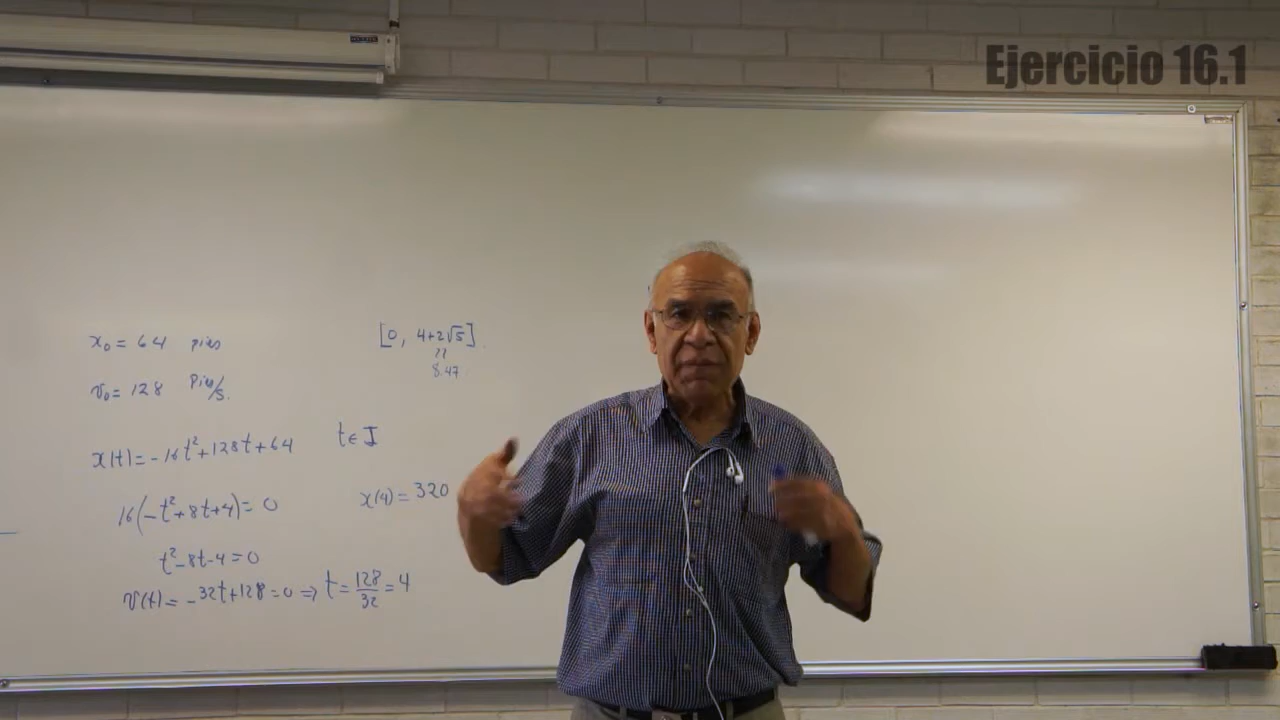 Ejercicio 16.1
x₀ = 64 pies
v₀ = 128 pies/s.
x(t) = -16t²+128t+64 t ∈ I
16(-t²+8t+4) = 0
t²-8t-4 = 0
v(t) = -32t+128 = 0 ⇒ t = 128/32 = 4
[0, 4+2√5].
8.47
x(4) = 320